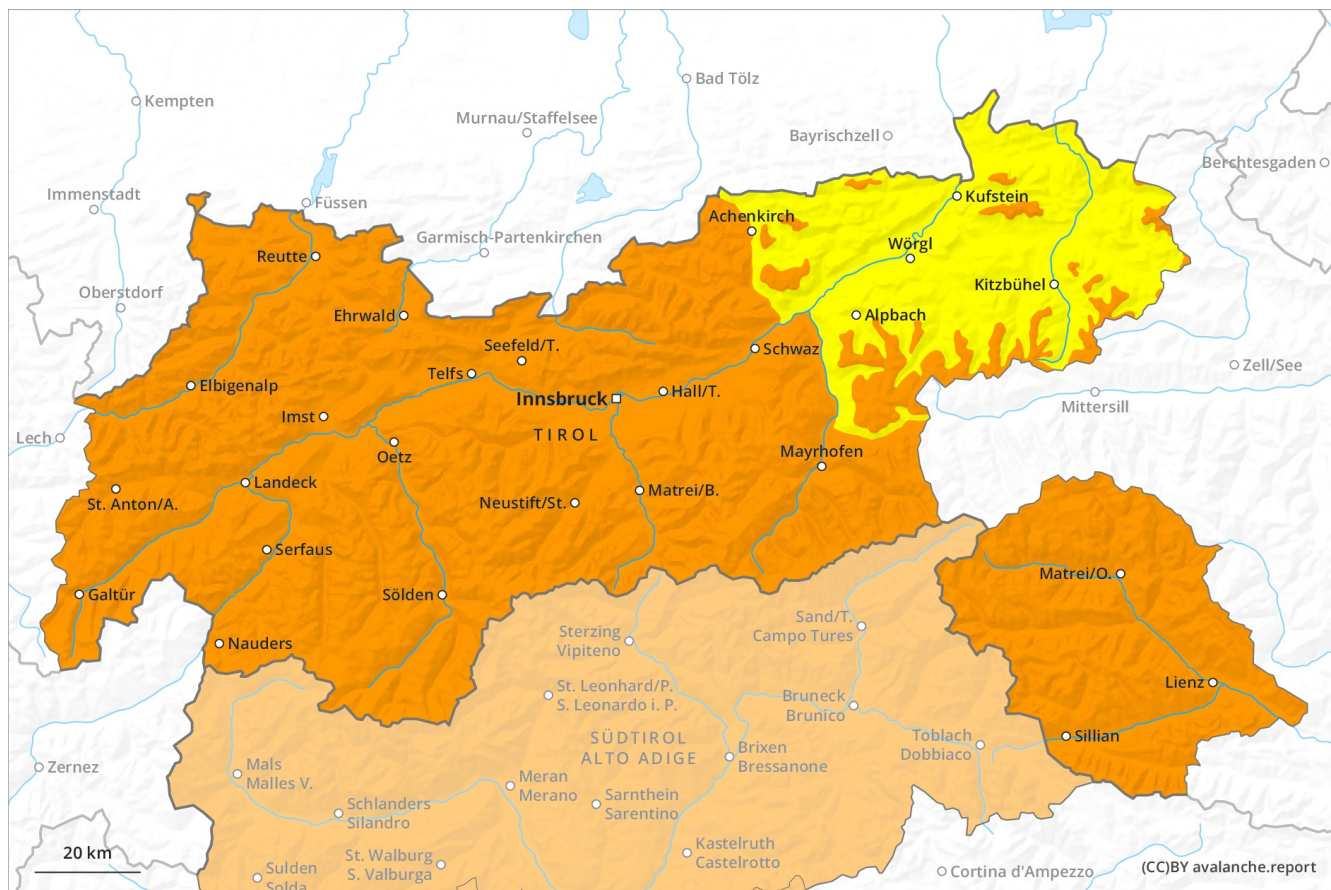 Kempten
Bad Tölz
Murnau/Staffelsee
Bayrischzell
Berchtesgaden
Immenstadt
Füssen
Kufstein
Achenkirch
Garmisch-Partenkirchen
Wörgl
Reutte
Kitzbühel
Oberstdorf
Ehrwald
Alpbach
Seefeld/T.
Schwaz
Zell/See
Telfs
Elbigenalp
Hall/T.
Innsbruck
Mittersill
Imst
TIROL
Lech
Oetz
Mayrhofen
Landeck
Matrei/B.
St. Anton/A.
Neustift/St.
Serfaus
Matrei/O.
Galtür
Sölden
Sand/T.
Campo Tures
Sterzing
Vipiteno
Nauders
Lienz
St. Leonhard/P.
S. Leonardo i. P.
Bruneck
Brunico
Sillian
Toblach
Dobbiaco
SÜDTIROL
ALTO ADIGE
Brixen
Bressanone
Zernez
Mals
Malles V.
Meran
Merano
Sarnthein
Sarentino
Schlanders
Silandro
Kastelruth
Castelrotto
20 km
St. Walburg
S. Valburga
Sulden
Solda
Cortina d'Ampezzo
(CC)BY avalanche.report